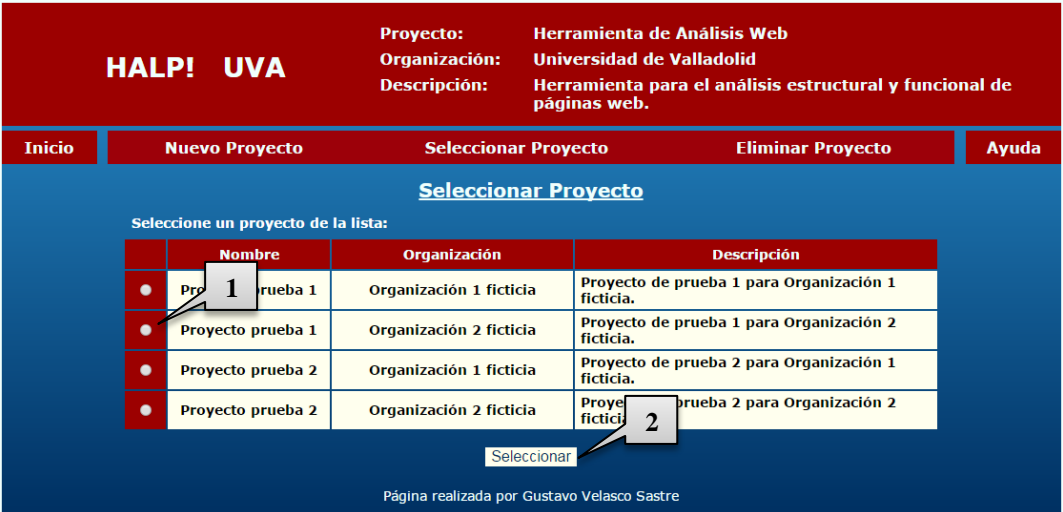 HALP! UVA
Proyecto: Herramienta de Análisis Web
Organización: Universidad de Valladolid
Descripción: Herramienta para el análisis estructural y funcional de
páginas web.
Inicio Nuevo Proyecto Seleccionar Proyecto Eliminar Proyecto Ayuda
Seleccionar Proyecto
Seleccione un proyecto de la lista:
Nombre Organización Descripción
1
prueba 1 Organización 1 ficticia Proyecto de prueba 1 para Organización 1
ficticia.
Proyecto prueba 1 Organización 2 ficticia Proyecto de prueba 1 para Organización 2
ficticia.
Proyecto prueba 2 Organización 1 ficticia Proyecto de prueba 2 para Organización 1
ficticia.
Proyecto prueba 2 Organización 2 ficticia prueba 2 para Organización 2
2
Seleccionar
Página realizada por Gustavo Velasco Sastre